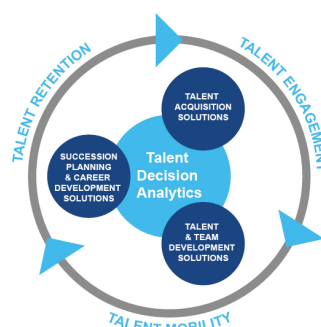 TALENT RETENTION
TALENT ENGAGEMENT
TALENT
ACQUISITION
SOLUTIONS
SUCCESSION
PLANNING
& CAREER
DEVELOPMENT
SOLUTIONS
Talent
Decision
Analytics
TALENT
& TEAM
DEVELOPMENT
SOLUTIONS
TALENT MOBILITY